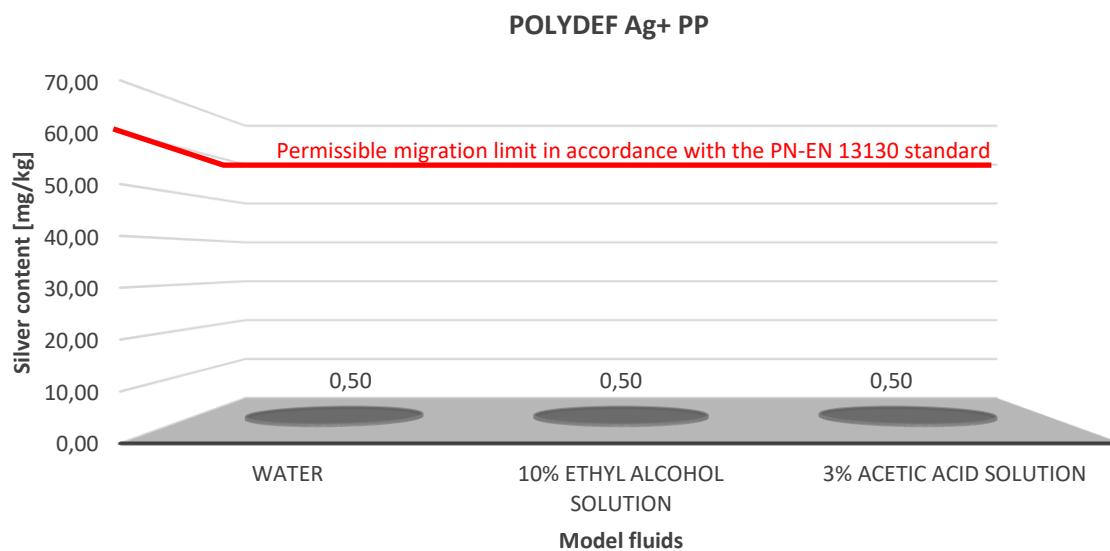 POLYDEF Ag+ PP
Silver content [mg/kg]
70,00
60,00
50,00
40,00
30,00
20,00
10,00
0,00
Permissible migration limit in accordance with the PN-EN 13130 standard
0,50
0,50
0,50
WATER
10% ETHYL ALCOHOL
SOLUTION
3% ACETIC ACID SOLUTION
Model fluids